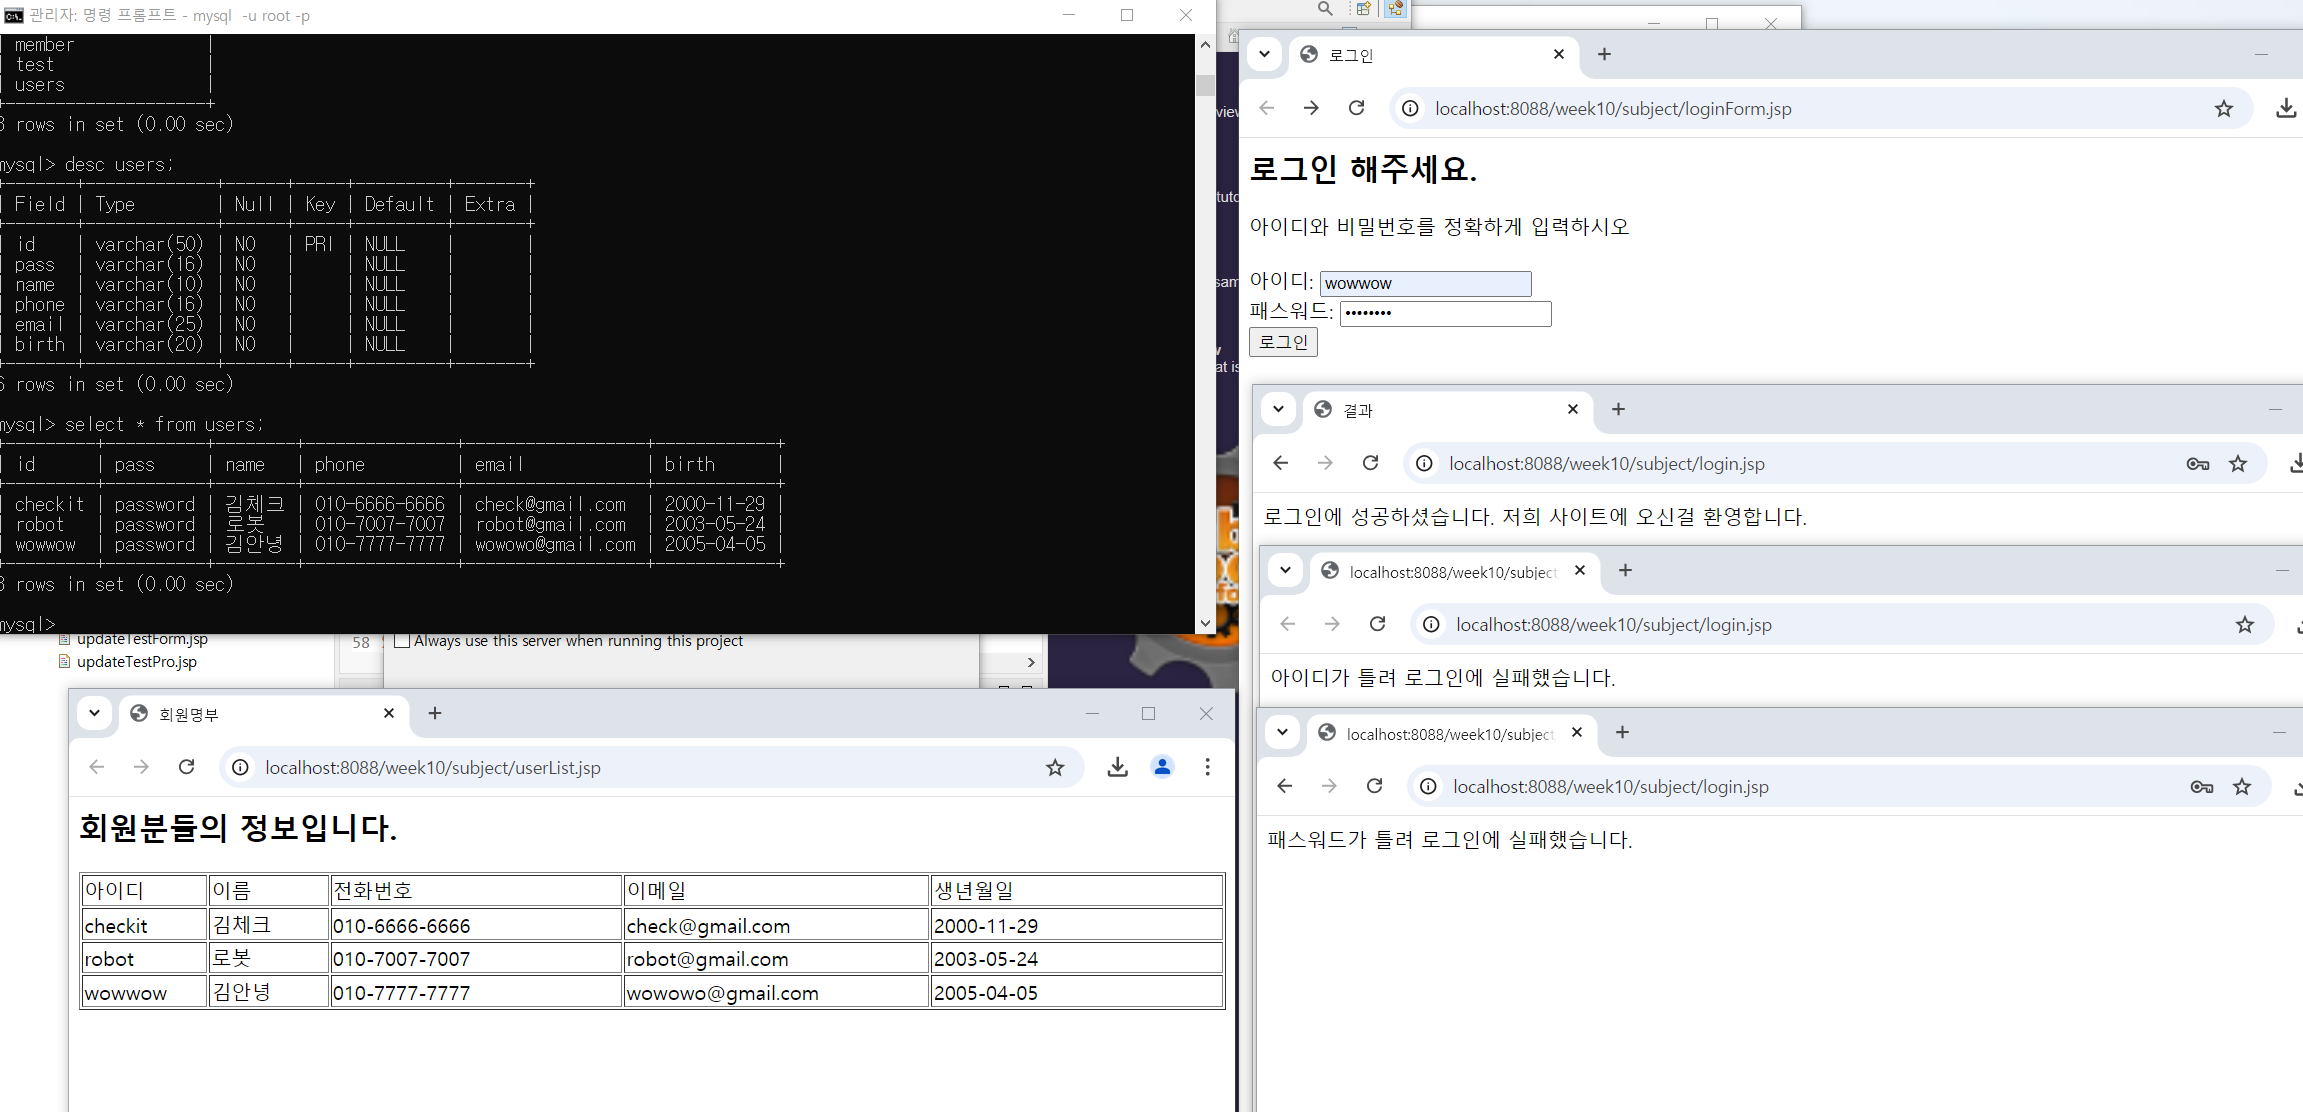 관리자: 명령 프롬프트 - mysql  -u root -p
| member             |
| test               |
| users              |
+--------------------+
3 rows in set (0.00 sec)
mysql> desc users;
+-------+-------------+------+-----+---------+-------+
| Field | Type        | Null | Key | Default | Extra |
+-------+-------------+------+-----+---------+-------+
| id    | varchar(50) | NO   | PRI | NULL    |       |
| pass  | varchar(16) | NO   |     | NULL    |       |
| name  | varchar(10) | NO   |     | NULL    |       |
| phone | varchar(16) | NO   |     | NULL    |       |
| email | varchar(25) | NO   |     | NULL    |       |
| birth | varchar(20) | NO   |     | NULL    |       |
+-------+-------------+------+-----+---------+-------+
6 rows in set (0.00 sec)
mysql> select * from users;
+---------+----------+--------+---------------+------------------+------------+
| id      | pass     | name   | phone         | email            | birth      |
+---------+----------+--------+---------------+------------------+------------+
| checkit | password | 김체크 | 010-6666-6666 | check@gmail.com  | 2000-11-29 |
| robot   | password | 로봇   | 010-7007-7007 | robot@gmail.com  | 2003-05-24 |
| wowwow  | password | 김안녕 | 010-7777-7777 | wowowo@gmail.com | 2005-04-05 |
+---------+----------+--------+---------------+------------------+------------+
3 rows in set (0.00 sec)
mysql>
updateTestForm.jsp
updateTestPro.jsp
58
Always use this server when running this project
회원명부
localhost:8088/week10/subject/userList.jsp
회원분들의 정보입니다.
아이디 이름 전화번호 이메일 생년월일
checkit 김체크 010-6666-6666 check@gmail.com 2000-11-29
robot 로봇 010-7007-7007 robot@gmail.com 2003-05-24
wowwow 김안녕 010-7777-7777 wowowo@gmail.com 2005-04-05
로그인
localhost:8088/week10/subject/loginForm.jsp
로그인 해주세요.
아이디와 비밀번호를 정확하게 입력하시오
아이디: wowwow
패스워드: ••••••••
로그인
결과
localhost:8088/week10/subject/login.jsp
로그인에 성공하셨습니다. 저희 사이트에 오신걸 환영합니다.
localhost:8088/week10/subject
localhost:8088/week10/subject/login.jsp
아이디가 틀려 로그인에 실패했습니다.
localhost:8088/week10/subject
localhost:8088/week10/subject/login.jsp
패스워드가 틀려 로그인에 실패했습니다.